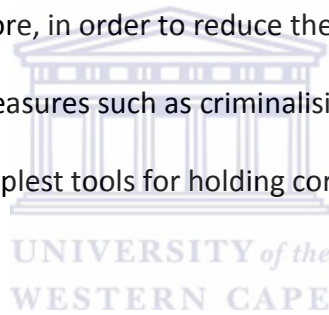 ore, in order to reduce the
easures such as criminalisi
plest tools for holding cor
UNIVERSITY of the
WESTERN CAPE